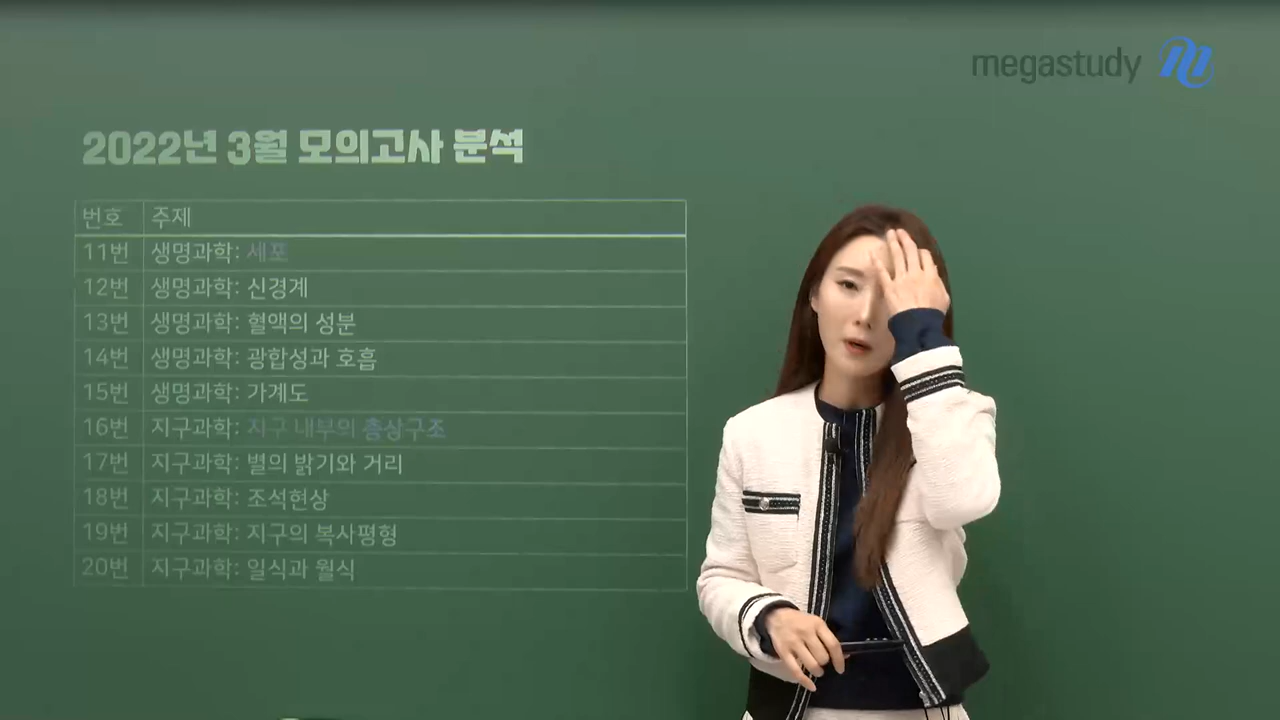 megastudy
2022년 3월 모의고사 분석
번호 주제
11번 생명과학: 세포
12번 생명과학: 신경계
13번 생명과학: 혈액의 성분
14번 생명과학: 광합성과 호흡
15번 생명과학: 가계도
16번 지구과학: 지구 내부의 층상구조
17번 지구과학: 별의 밝기와 거리
18번 지구과학: 조석현상
19번 지구과학: 지구의 복사평형
20번 지구과학: 일식과 월식